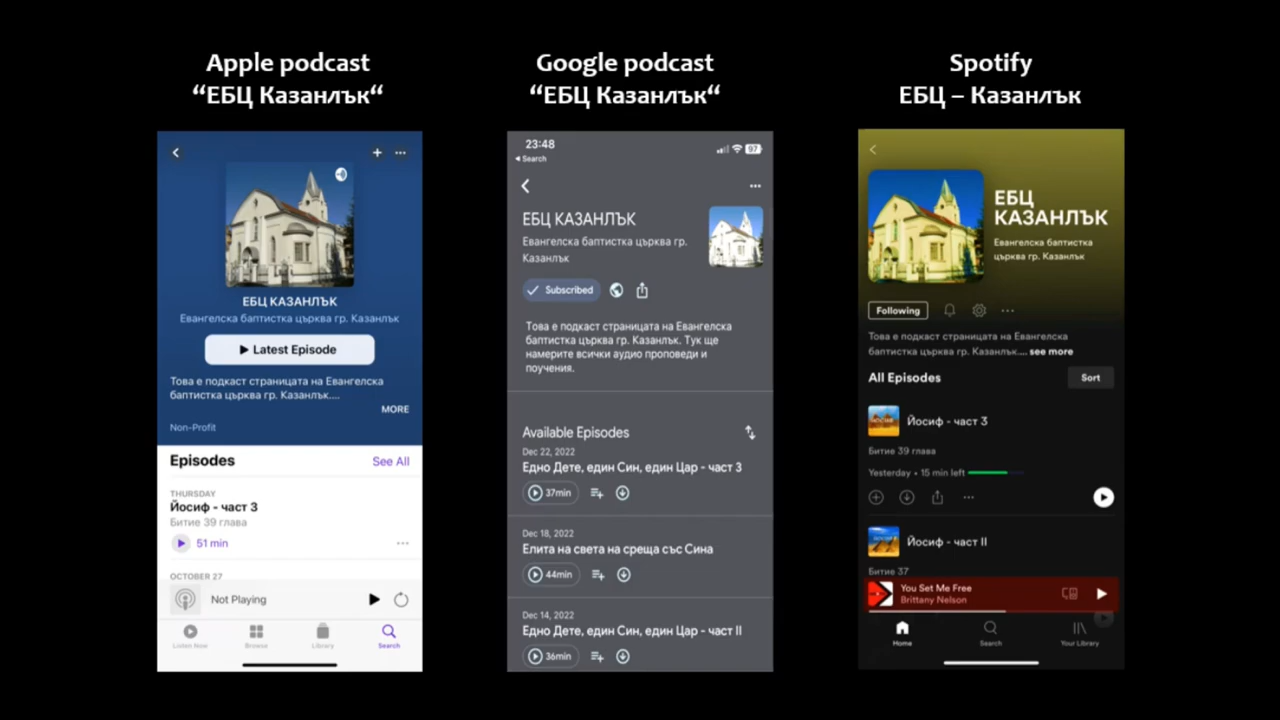 Apple podcast
“ЕБЦ Казанлък“
ЕБЦ КАЗАНЛЪК
Евангелска баптистка църква гр. Казанлък
Latest Episode
Това е подкаст страницата на Евангелска
баптистка църква гр. Казанлък....
MORE
Non-Profit
Episodes
See All
THURSDAY
Йосиф - част 3
Битие 39 глава
51 min
OCTOBER 27
Not Playing
Listen Now
Browse
Library
Search
Google podcast
“ЕБЦ Казанлък“
23:48
97
Search
ЕБЦ КАЗАНЛЪК
Евангелска баптистка църква гр.
Казанлък
Subscribed
Това е подкаст страницата на Евангелска
баптистка църква гр. Казанлък. Тук ще
намерите всички аудио проповеди и
поучения.
Available Episodes
Dec 22, 2022
Едно Дете, един Син, един Цар - част 3
37min
Dec 18, 2022
Елита на света на среща със Сина
44min
Dec 14, 2022
Едно Дете, един Син, един Цар - част II
36min
Spotify
ЕБЦ – Казанлък
ЕБЦ
КАЗАНЛЪК
Евангелска баптистка
църква гр. Казанлък
Following
Това е подкаст страницата на Евангелска
баптистка църква гр. Казанлък.... see more
All Episodes
Sort
Йосиф - част 3
Битие 39 глава
Yesterday • 15 min left
Йосиф - част II
Битие 37
You Set Me Free
Brittany Nelson
Home
Search
Your Library